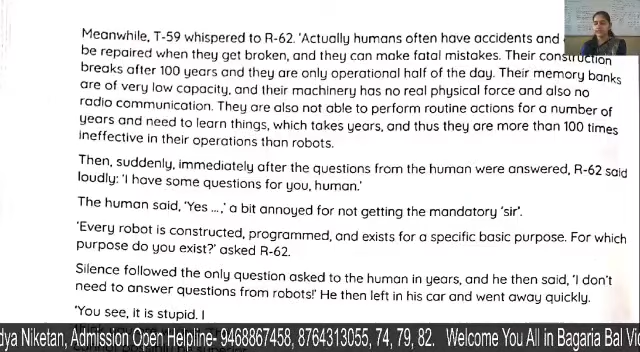 Meanwhile, T-59 whispered to R-62. 'Actually humans often have accidents and
be repaired when they get broken, and they can make fatal mistakes. Their construction
breaks after 100 years and they are only operational half of the day. Their memory banks
are of very low capacity, and their machinery has no real physical force and also no
radio communication. They are also not able to perform routine actions for a number of
years and need to learn things, which takes years, and thus they are more than 100 times
ineffective in their operations than robots.
Then, suddenly, immediately after the questions from the human were answered, R-62 said
loudly: 'I have some questions for you, human.'
The human said, 'Yes ...,' a bit annoyed for not getting the mandatory 'sir'.
'Every robot is constructed, programmed, and exists for a specific basic purpose. For which
purpose do you exist?' asked R-62.
Silence followed the only question asked to the human in years, and he then said, 'I don't
need to answer questions from robots!' He then left in his car and went away quickly.
'You see, it is stupid. I
dya Niketan, Admission Open Helpline- 9468867458, 8764313055, 74, 79, 82. Welcome You All in Bagaria Bal Vi